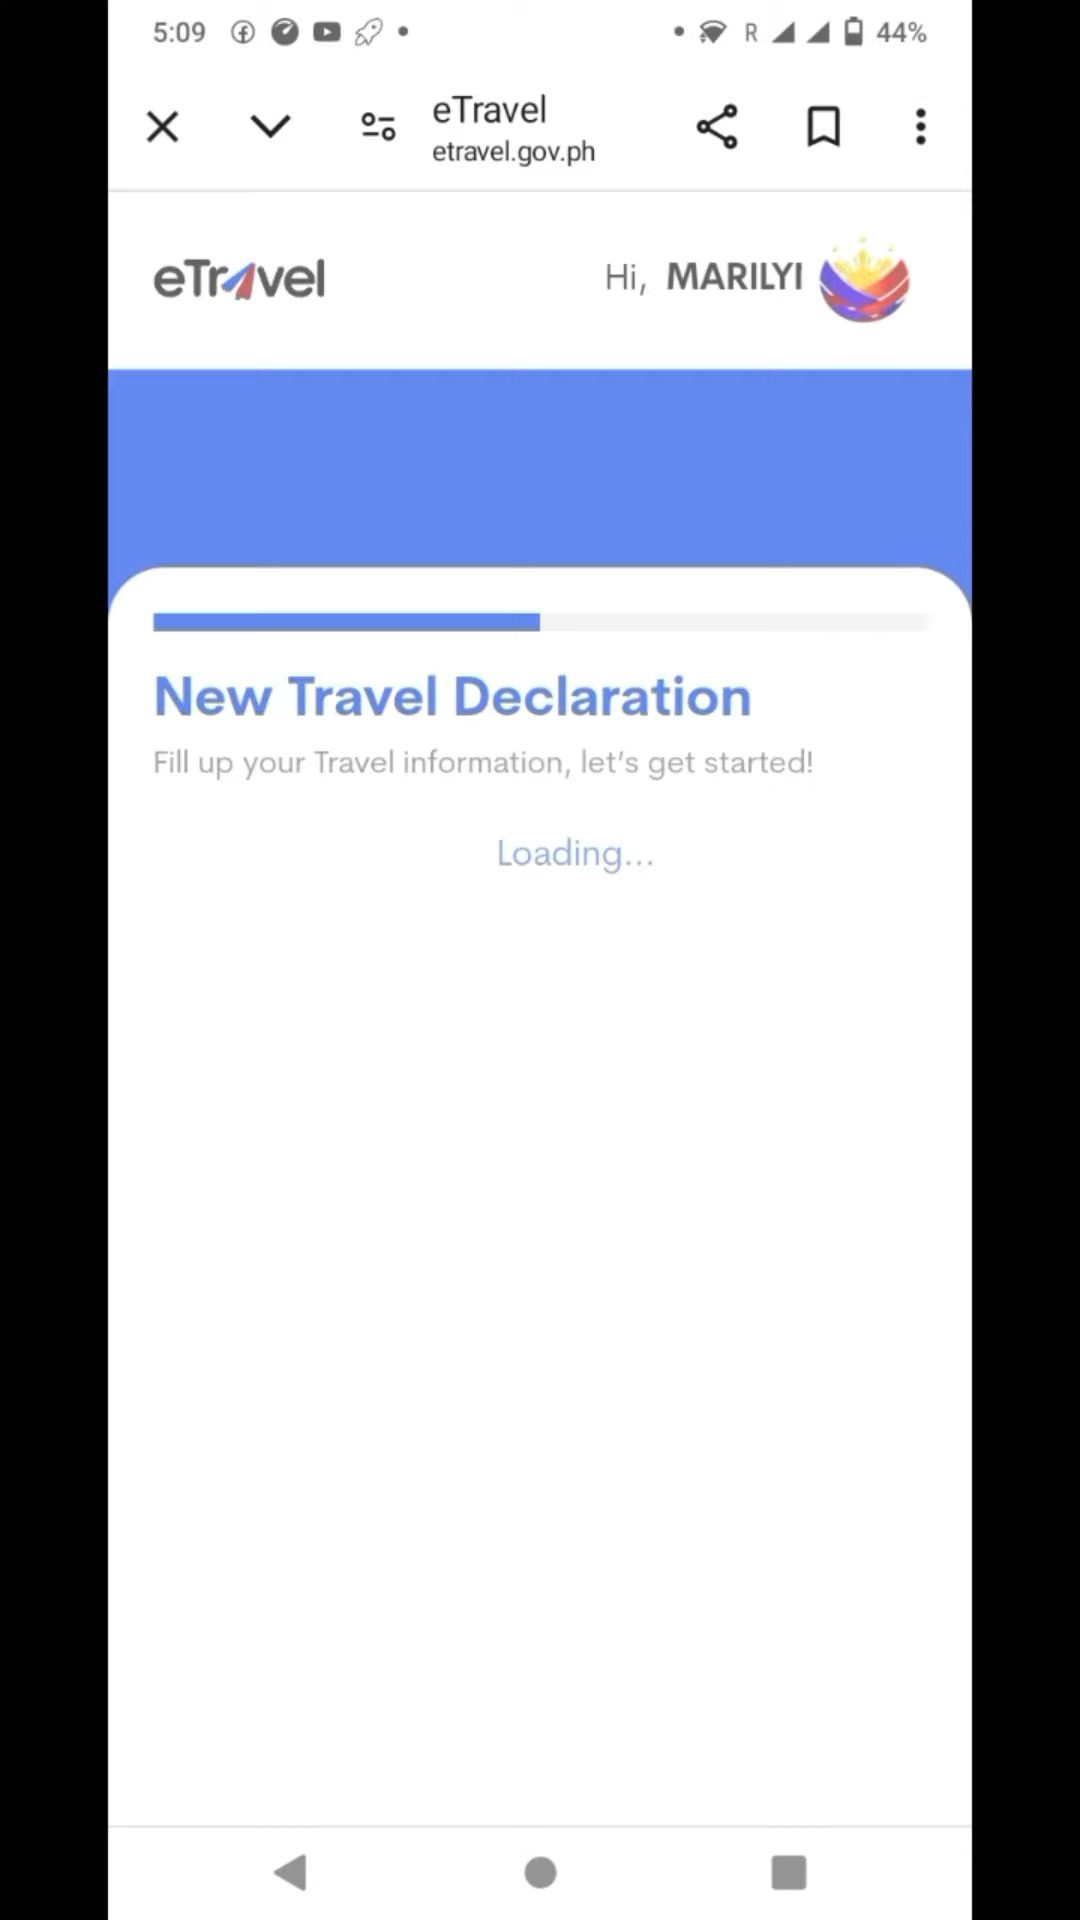 5:09 R 44%
eTravel
etravel.gov.ph
eTravel
Hi, MARILYI
New Travel Declaration
Fill up your Travel information, let's get started!
Loading...